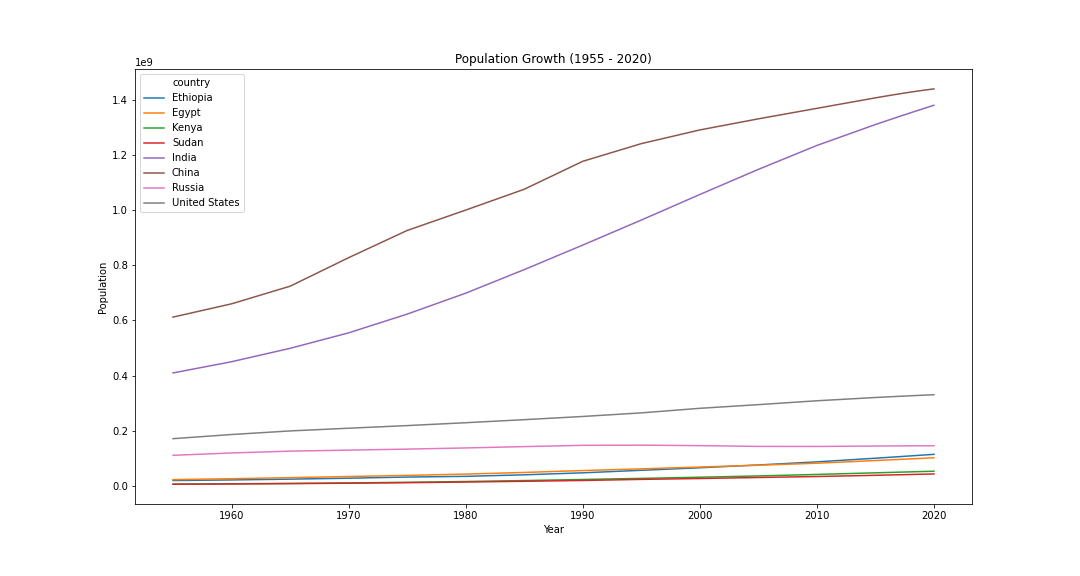 Population Growth (1955 - 2020)
1e9
country
Ethiopia
Egypt
Kenya
Sudan
India
China
Russia
United States
1.4
1.2
1.0
0.8
0.6
0.4
0.2
0.0
Population
1960 1970 1980 1990 2000 2010 2020
Year